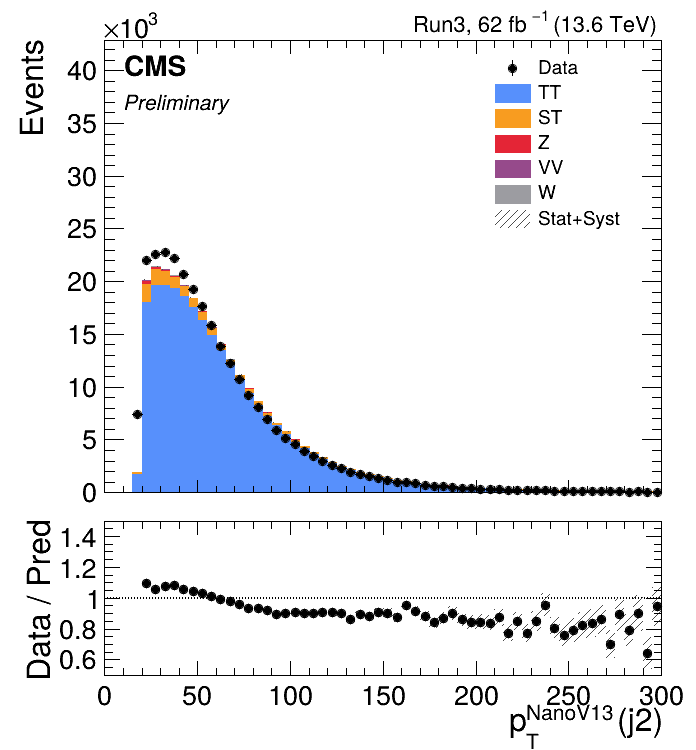 ×10³
Run3, 62 fb⁻¹ (13.6 TeV)
Events
40
35
30
25
20
15
10
5
0
CMS
Preliminary
Data
TT
ST
Z
VV
W
Stat+Syst
Data / Pred
1.4
1.2
1
0.8
0.6
0
50
100
150
200
250
300
p_T^NanoV13 (j2)